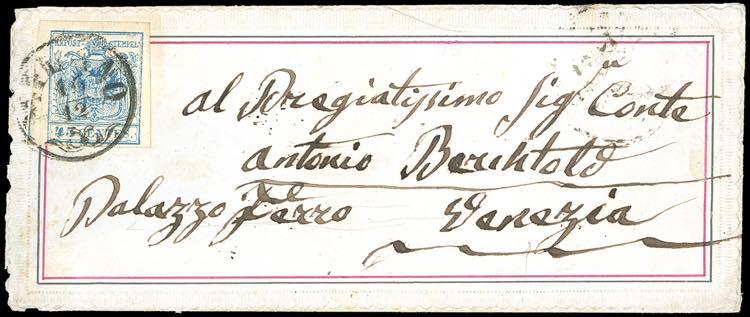 KKPOST-STEMPEL
al Pregiatissimo Sig Conte
Antonio Berchtold
Palazzo Ferro Venezia